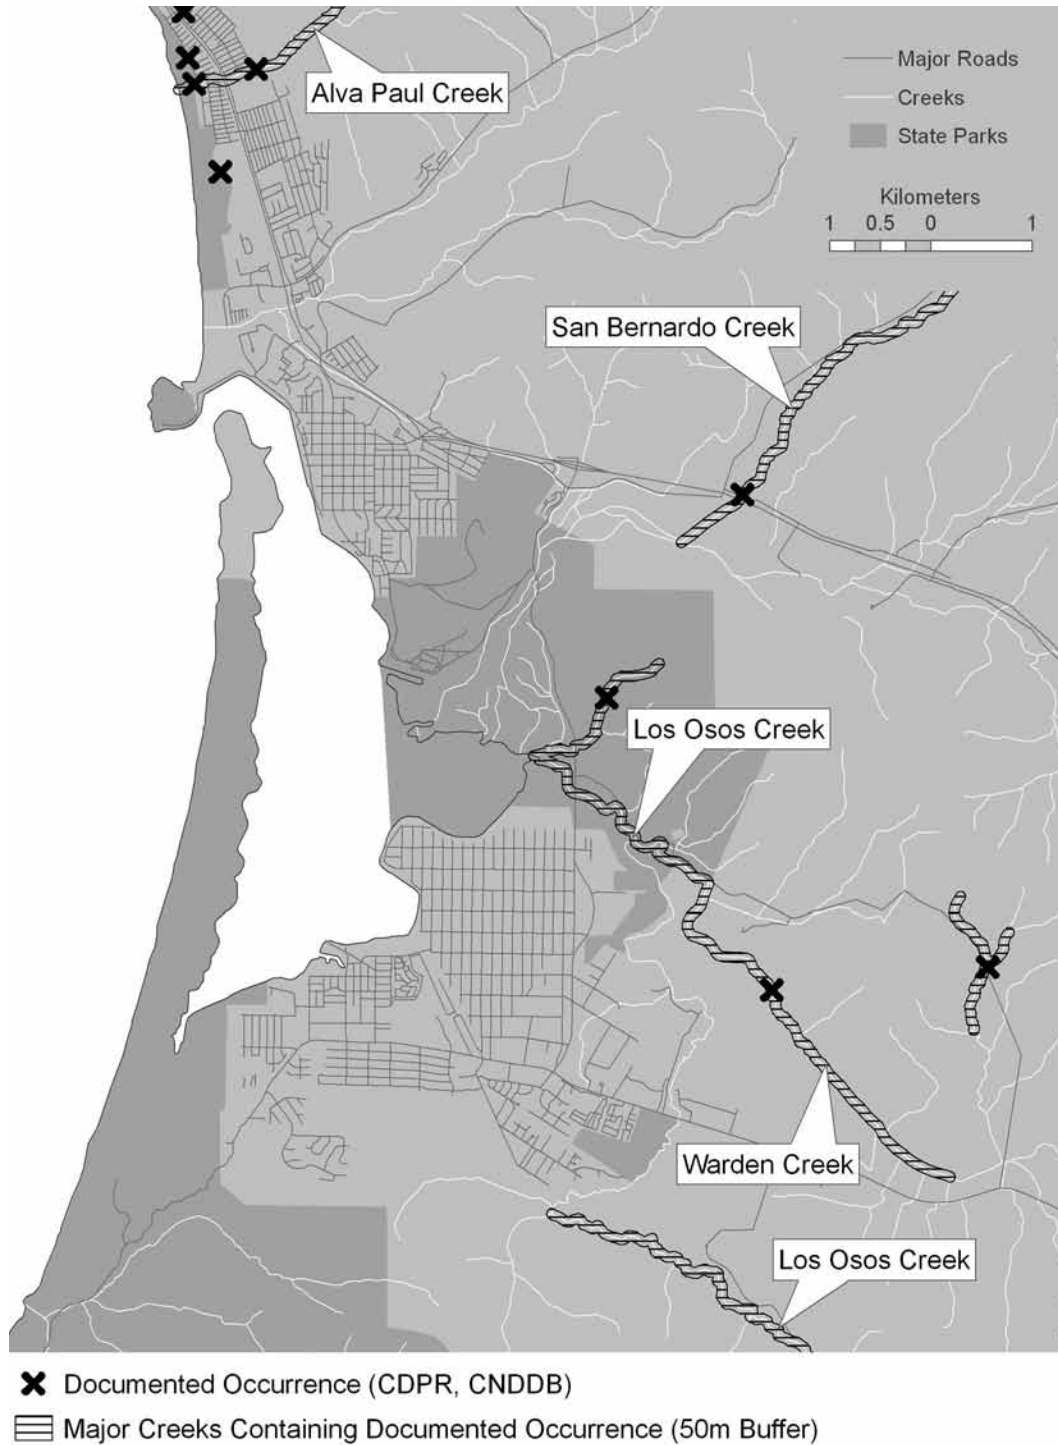 Major Roads
Alva Paul Creek
Creeks
State Parks
Kilometers
1 0.5 0 1
San Bernardo Creek
Los Osos Creek
Warden Creek
Los Osos Creek
Documented Occurrence (CDPR, CNDDB)
Major Creeks Containing Documented Occurrence (50m Buffer)